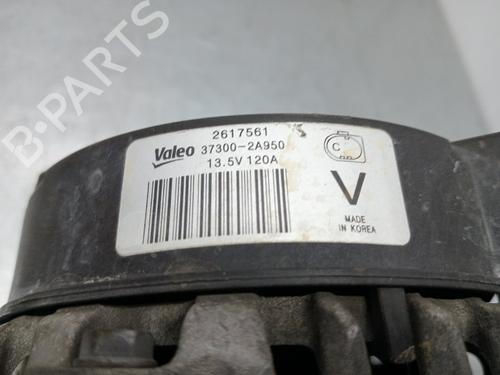 B-PARTS
2617561
Valeo 37300-2A950
C
13.5V 120A
V
MADE
IN KOREA